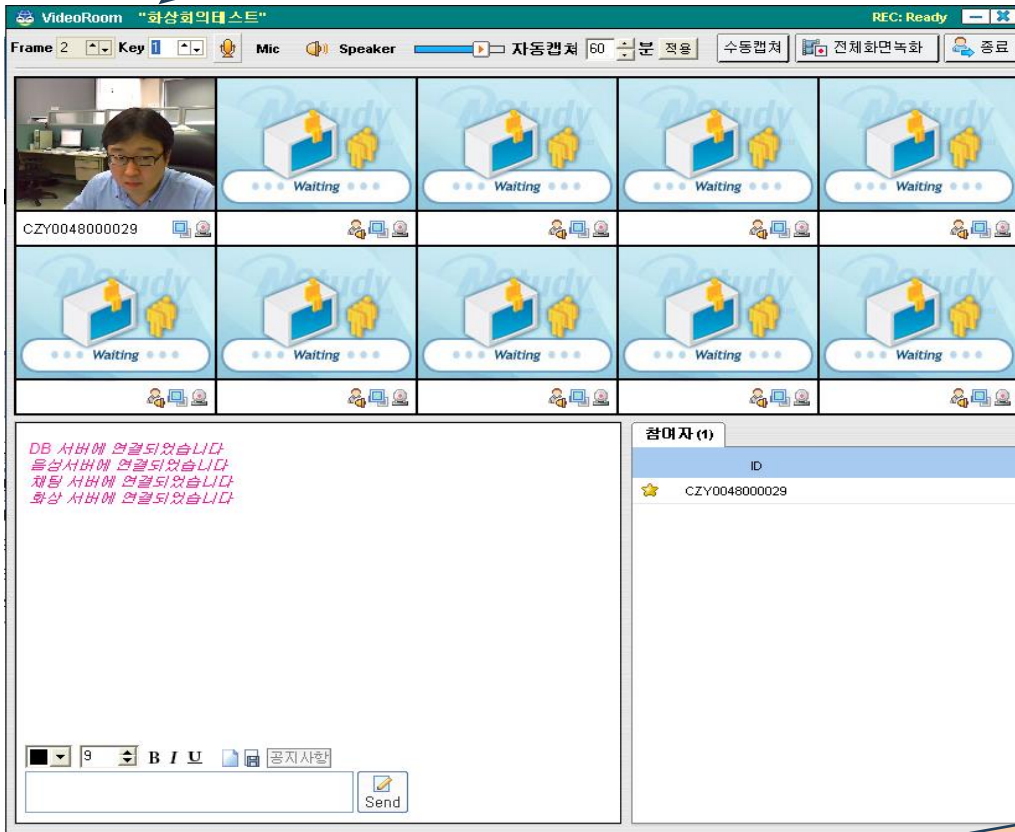 VideoRoom "화상회의테스트" REC: Ready
Frame 2 Key 1 Mic Speaker 자동캡쳐 60 분 적용 수동캡쳐 전체화면녹화 종료
Waiting Waiting Waiting Waiting
CZY0048000029
Waiting Waiting Waiting Waiting Waiting
DB 서버에 연결되었습니다
음성서버에 연결되었습니다
채팅 서버에 연결되었습니다
화상 서버에 연결되었습니다
9 B I U 공지사항
Send
참여자 (1)
ID
CZY0048000029